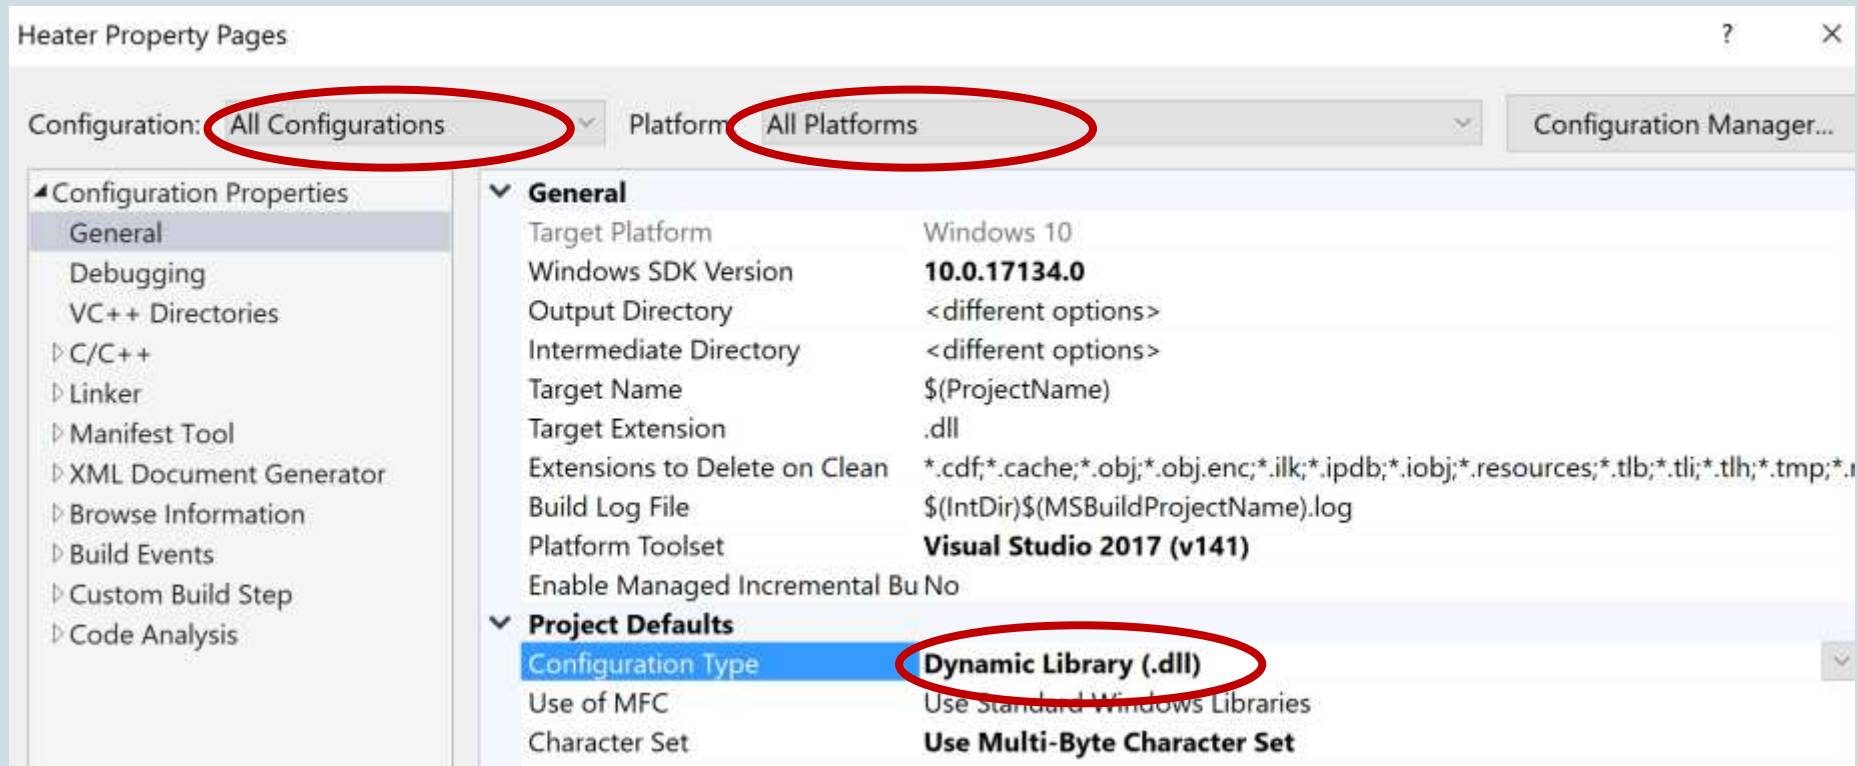 Heater Property Pages ? ×
Configuration: All Configurations Platform All Platforms Configuration Manager...
Configuration Properties
General
Debugging
VC++ Directories
C/C++
Linker
Manifest Tool
XML Document Generator
Browse Information
Build Events
Custom Build Step
Code Analysis
General
Target Platform Windows 10
Windows SDK Version 10.0.17134.0
Output Directory <different options>
Intermediate Directory <different options>
Target Name $(ProjectName)
Target Extension .dll
Extensions to Delete on Clean *.cdf;*.cache;*.obj;*.obj.enc;*.ilk;*.ipdb;*.iobj;*.resources;*.tlb;*.tli;*.tlh;*.tmp;*.
Build Log File $(IntDir)$(MSBuildProjectName).log
Platform Toolset Visual Studio 2017 (v141)
Enable Managed Incremental Bu No
Project Defaults
Configuration Type Dynamic Library (.dll)
Use of MFC Use Standard Windows Libraries
Character Set Use Multi-Byte Character Set